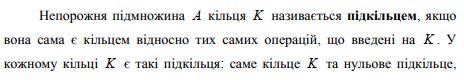 Непорожня підмножина A кільця K називається підкільцем, якщо
вона сама є кільцем відносно тих самих операцій, що введені на K. У
кожному кільці K є такі підкільця: саме кільце K та нульове підкільце,